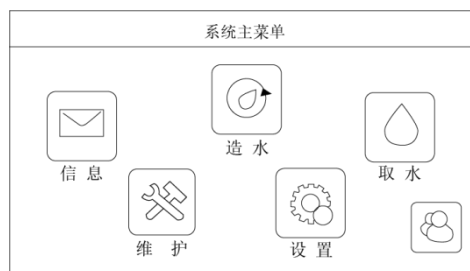 系统主菜单
造 水
信 息
取 水
维 护
设 置